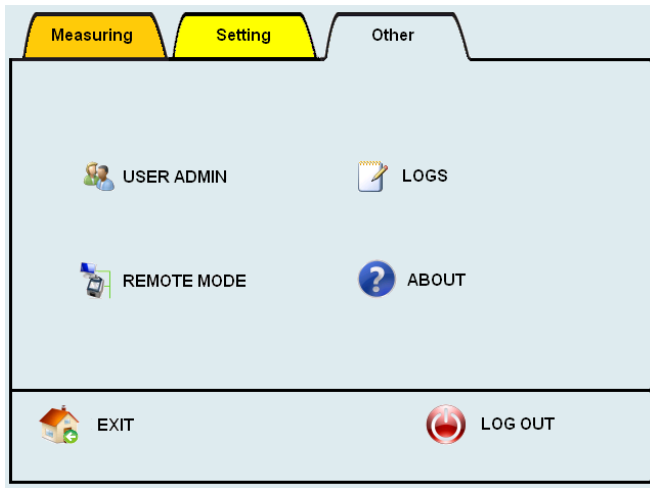 Measuring
Setting
Other
USER ADMIN
LOGS
REMOTE MODE
ABOUT
EXIT
LOG OUT